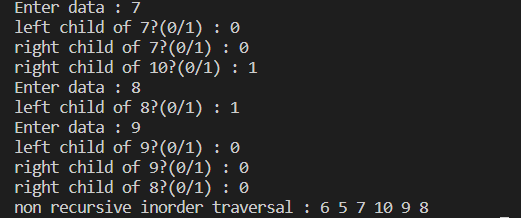 Enter data : 7
left child of 7?(0/1) : 0
right child of 7?(0/1) : 0
right child of 10?(0/1) : 1
Enter data : 8
left child of 8?(0/1) : 1
Enter data : 9
left child of 9?(0/1) : 0
right child of 9?(0/1) : 0
right child of 8?(0/1) : 0
non recursive inorder traversal : 6 5 7 10 9 8